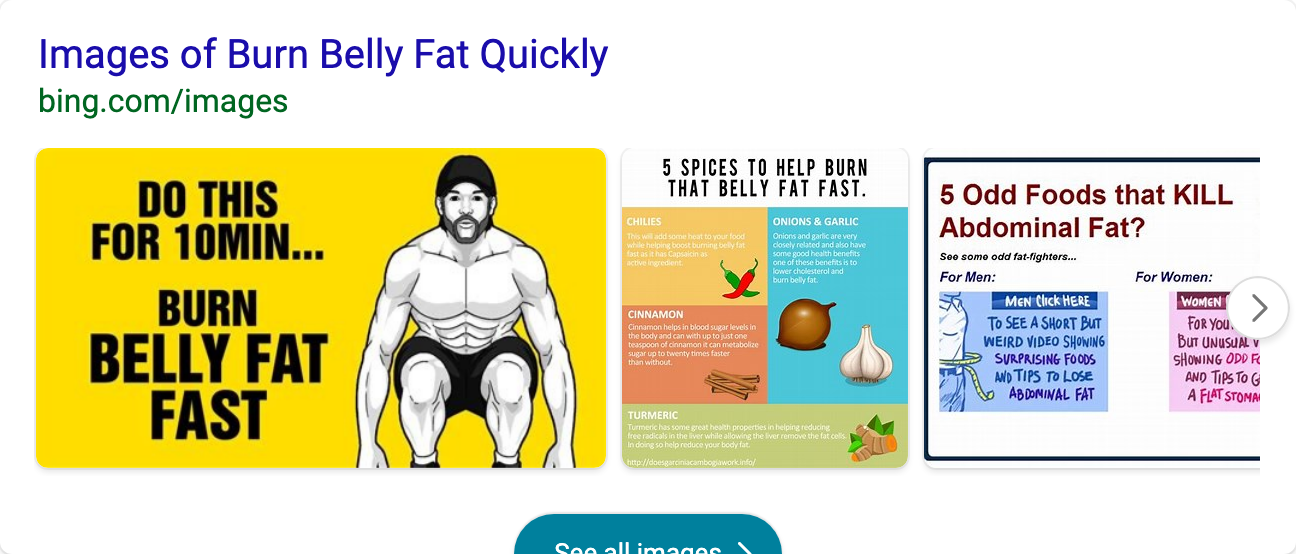 Images of Burn Belly Fat Quickly
bing.com/images
DO THIS
FOR 10MIN...
BURN
BELLY FAT
FAST
5 SPICES TO HELP BURN
THAT BELLY FAT FAST.
CHILIES
This will add some heat to your food
while helping boost burning belly fat
fast as it has Capsaicin as
active ingredient.
ONIONS & GARLIC
Onions and garlic are very
closely related and also have
some good health benefits
one of these benefits is to
lower cholesterol and
burn belly fat.
CINNAMON
Cinnamon helps in blood sugar levels in
the body and can with up to just one
teaspoon of cinnamon it can metabolize
sugar up to twenty times faster
than without.
TURMERIC
Turmeric has some great health properties in helping reducing
free radicals in the liver while allowing the liver remove the fat cells.
In doing so help reduce your body fat.
http://doesgarciniacambogiawork.info/
5 Odd Foods that KILL
Abdominal Fat?
See some odd fat-fighters...
For Men:
For Women:
MEN CLICK HERE
TO SEE A SHORT BUT
WEIRD VIDEO SHOWING
SURPRISING FOODS
AND TIPS TO LOSE
ABDOMINAL FAT
WOMEN
FOR YOU
BUT UNUSUAL
SHOWING ODD
AND TIPS TO
A FLAT
See all images